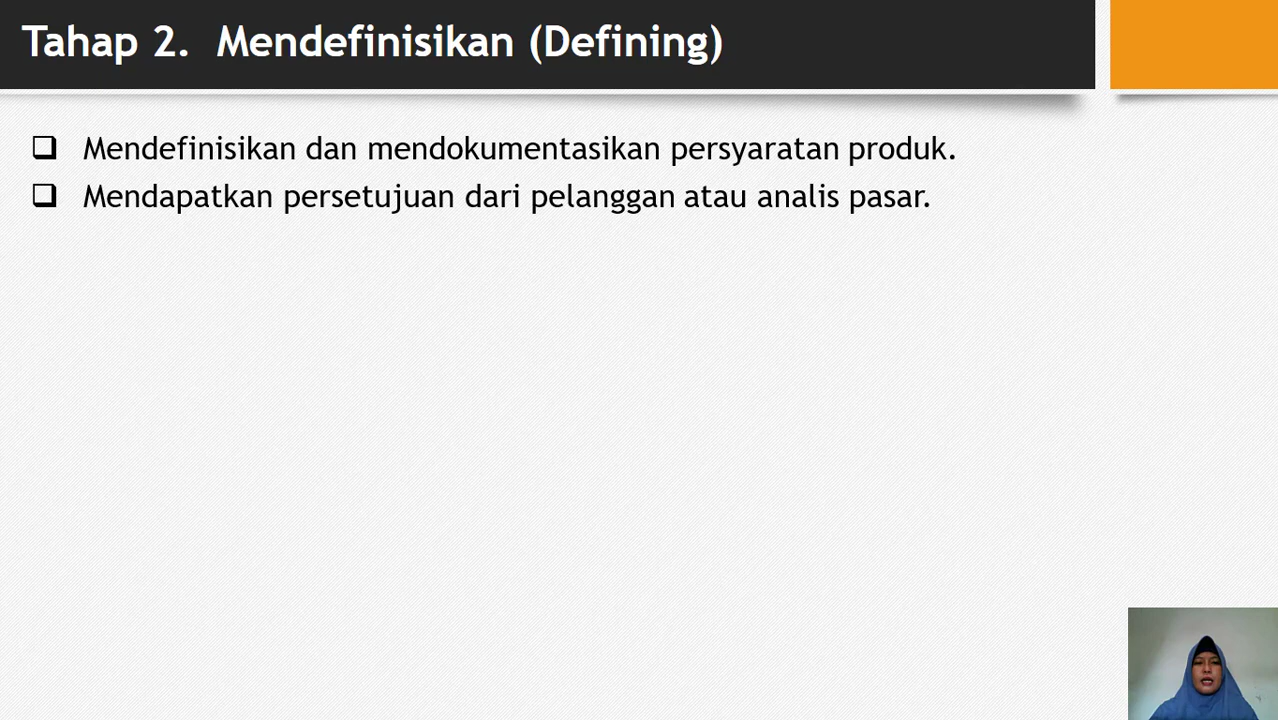 Tahap 2. Mendefinisikan (Defining)
❑ Mendefinisikan dan mendokumentasikan persyaratan produk.
❑ Mendapatkan persetujuan dari pelanggan atau analis pasar.